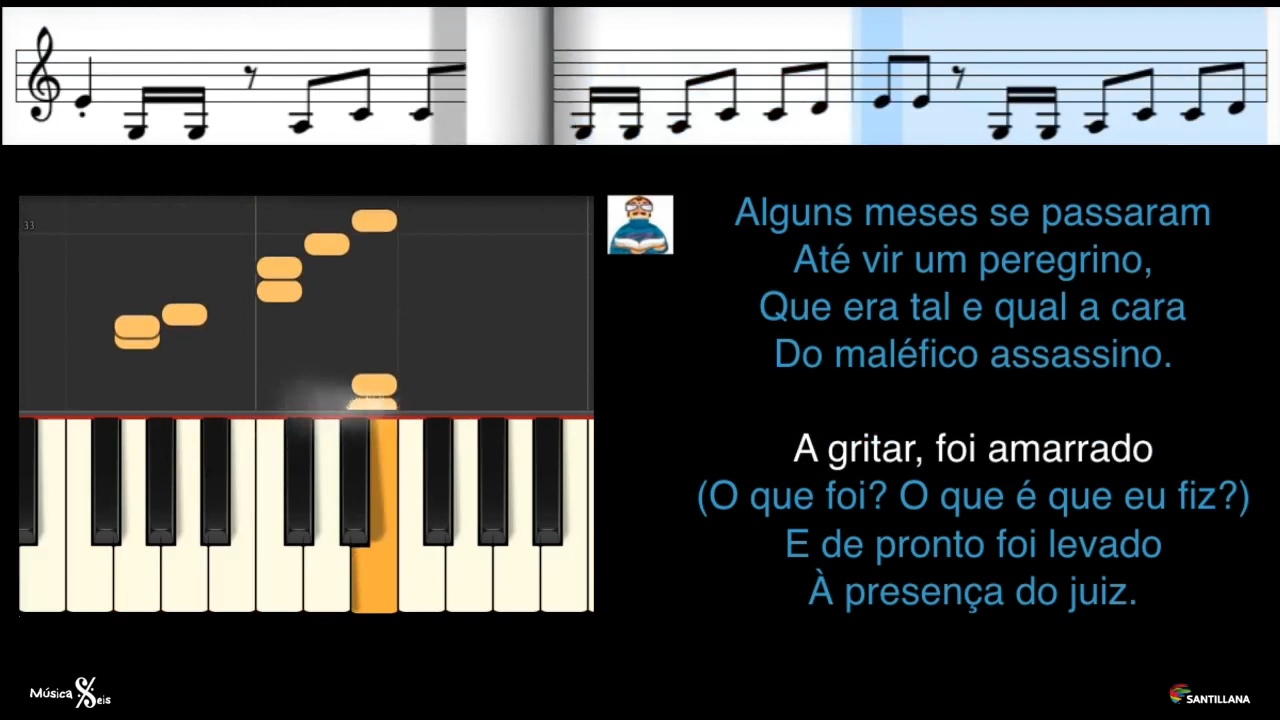 33
Alguns meses se passaram
Até vir um peregrino,
Que era tal e qual a cara
Do maléfico assassino.
A gritar, foi amarrado
(O que foi? O que é que eu fiz?)
E de pronto foi levado
À presença do juiz.
Música Seis
SANTILLANA